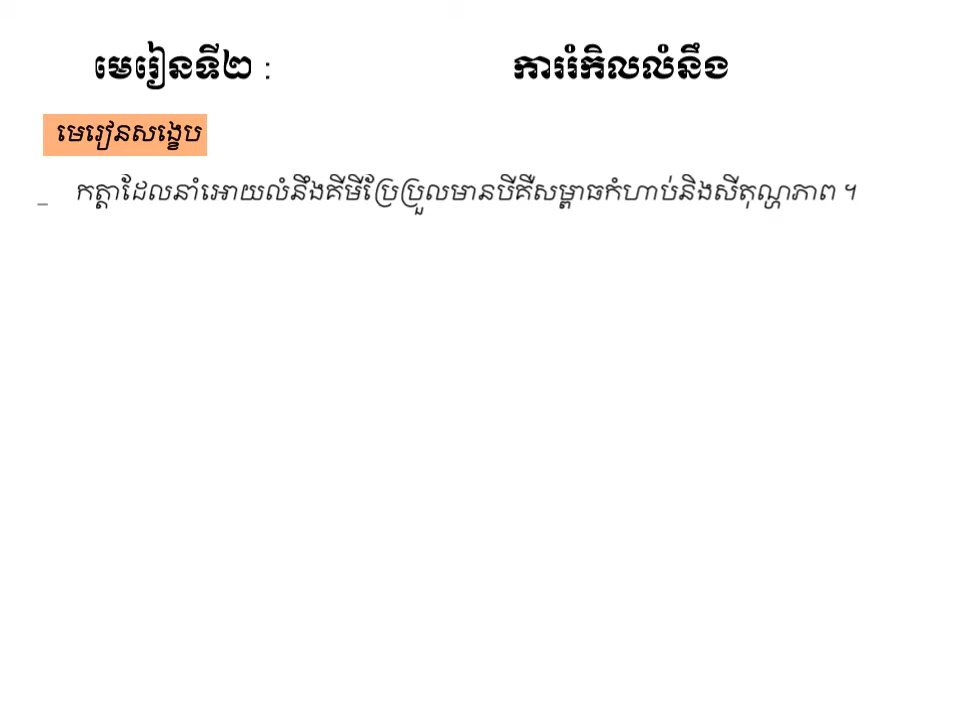 មេរៀនទី២ : ការរំកិលលំនឹង
មេរៀនសង្ខេប
_ កត្តាដែលនាំអោយលំនឹងគីមីប្រែប្រួលមានបីគឺសម្ពាធកំហាប់និងសីតុណ្ហភាព ។